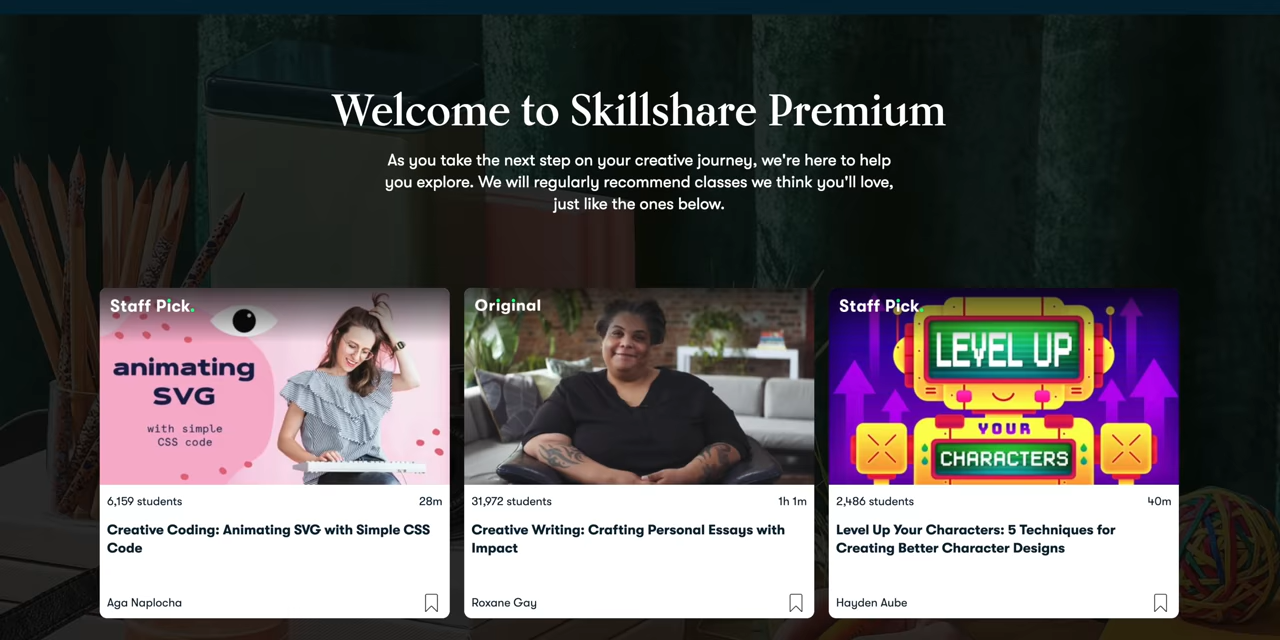 Welcome to Skillshare Premium
As you take the next step on your creative journey, we're here to help
you explore. We will regularly recommend classes we think you'll love,
just like the ones below.
Staff Pick.
animating
SVG
with simple
CSS code
6,159 students
28m
Creative Coding: Animating SVG with Simple CSS
Code
Aga Naplocha
Original
31,972 students
1h 1m
Creative Writing: Crafting Personal Essays with
Impact
Roxane Gay
Staff Pick.
LEVEL UP
YOUR
CHARACTERS
2,486 students
40m
Level Up Your Characters: 5 Techniques for
Creating Better Character Designs
Hayden Aube